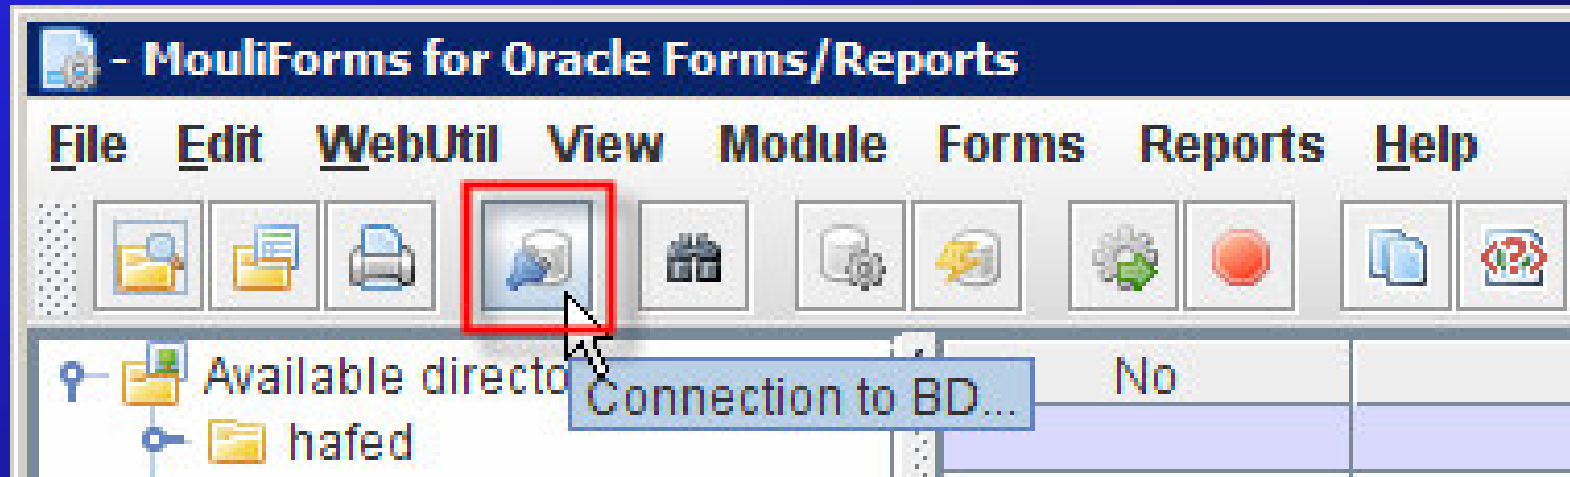 - MouliForms for Oracle Forms/Reports
File Edit WebUtil View Module Forms Reports Help
Available directo
No
Connection to BD...
hafed